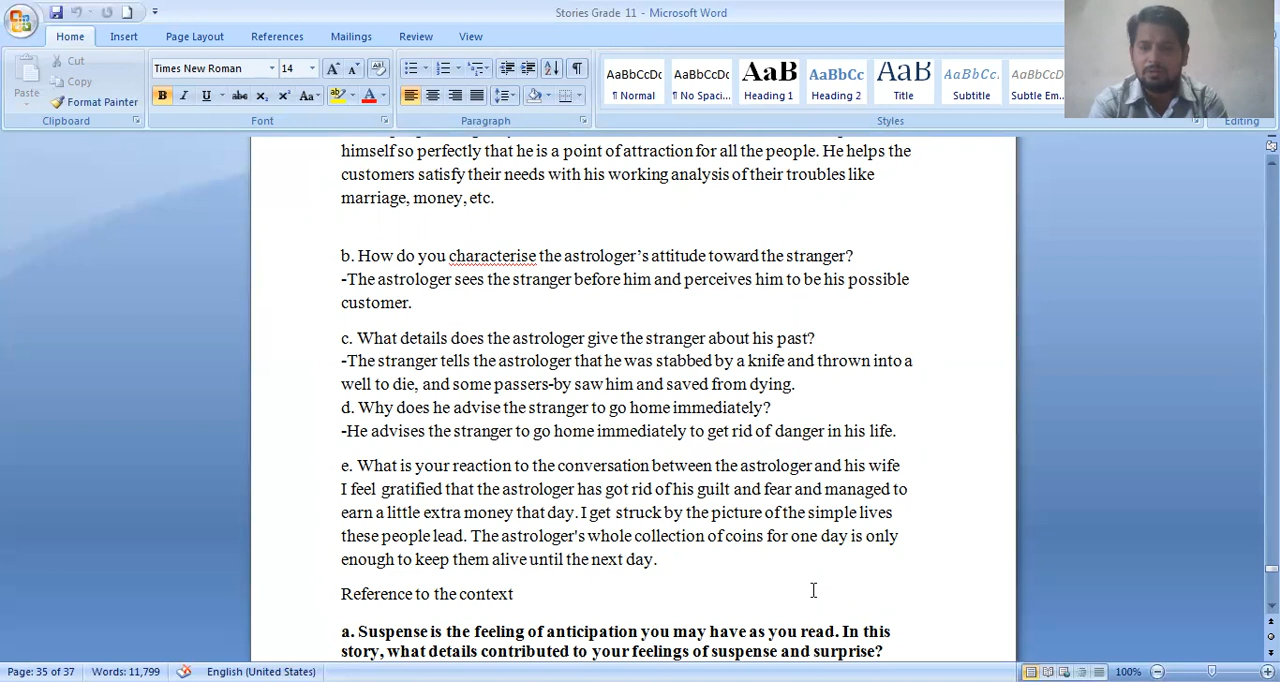 Stories Grade 11 - Microsoft Word
Home Insert Page Layout References Mailings Review View
Paste
Cut
Copy
Format Painter
Clipboard
Times New Roman 14
B I U abc X₂ X² Aa A
Font
Paragraph
AaBbCcDc AaBbCcDc AaB AaBbCc AaB AaBbCc. AaBbCcDc
¶ Normal ¶ No Spaci... Heading 1 Heading 2 Title Subtitle Subtle Em...
Styles
Editing
himself so perfectly that he is a point of attraction for all the people. He helps the
customers satisfy their needs with his working analysis of their troubles like
marriage, money, etc.
b. How do you characterise the astrologer's attitude toward the stranger?
-The astrologer sees the stranger before him and perceives him to be his possible
customer.
c. What details does the astrologer give the stranger about his past?
-The stranger tells the astrologer that he was stabbed by a knife and thrown into a
well to die, and some passers-by saw him and saved from dying.
d. Why does he advise the stranger to go home immediately?
-He advises the stranger to go home immediately to get rid of danger in his life.
e. What is your reaction to the conversation between the astrologer and his wife
I feel gratified that the astrologer has got rid of his guilt and fear and managed to
earn a little extra money that day. I get struck by the picture of the simple lives
these people lead. The astrologer's whole collection of coins for one day is only
enough to keep them alive until the next day.
Reference to the context
a. Suspense is the feeling of anticipation you may have as you read. In this
story, what details contributed to your feelings of suspense and surprise?
Page: 35 of 37 Words: 11,799 English (United States) 100%